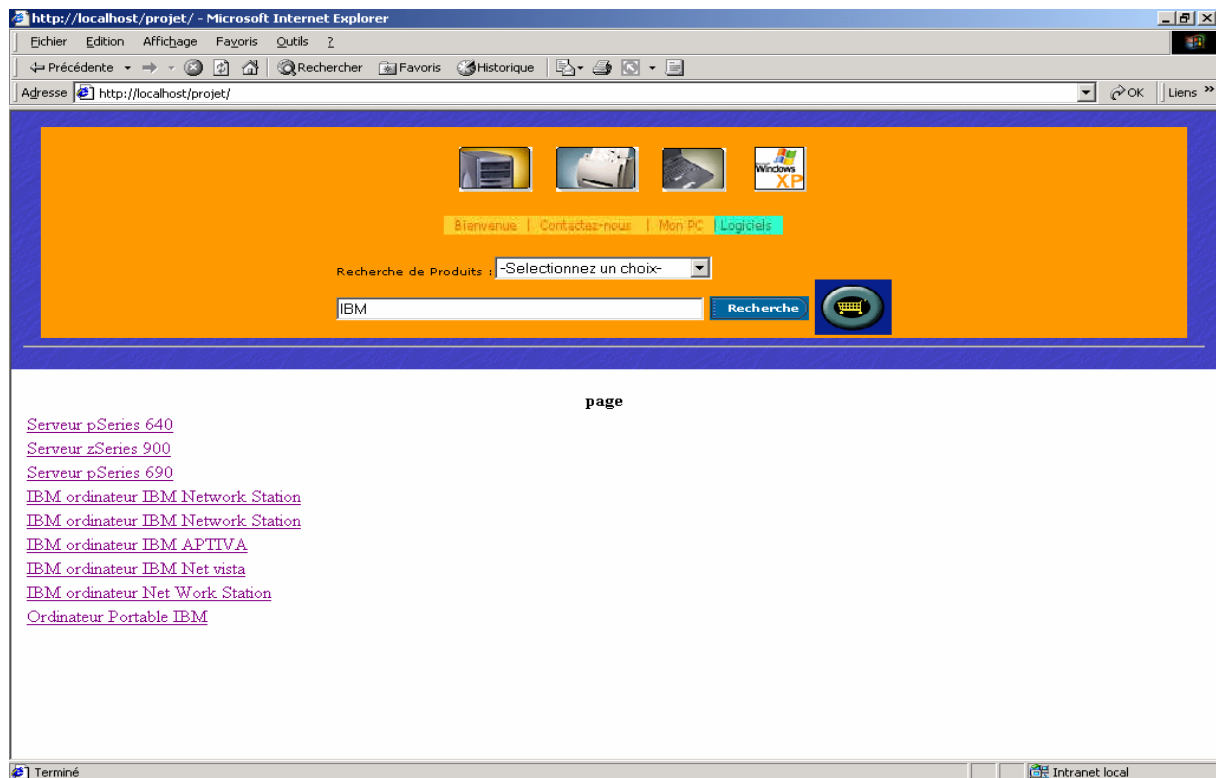 http://localhost/projet/ - Microsoft Internet Explorer
Fichier Edition Affichage Favoris Outils ?
Précédente Rechercher Favoris Historique
Adresse http://localhost/projet/ OK Liens »
Windows XP
Bienvenue | Contactez-nous | Mon PC | Logiciels
Recherche de Produits : -Selectionnez un choix-
IBM Recherche
page
Serveur pSeries 640
Serveur zSeries 900
Serveur pSeries 690
IBM ordinateur IBM Network Station
IBM ordinateur IBM Network Station
IBM ordinateur IBM APTIVA
IBM ordinateur IBM Net vista
IBM ordinateur Net Work Station
Ordinateur Portable IBM
Terminé Intranet local